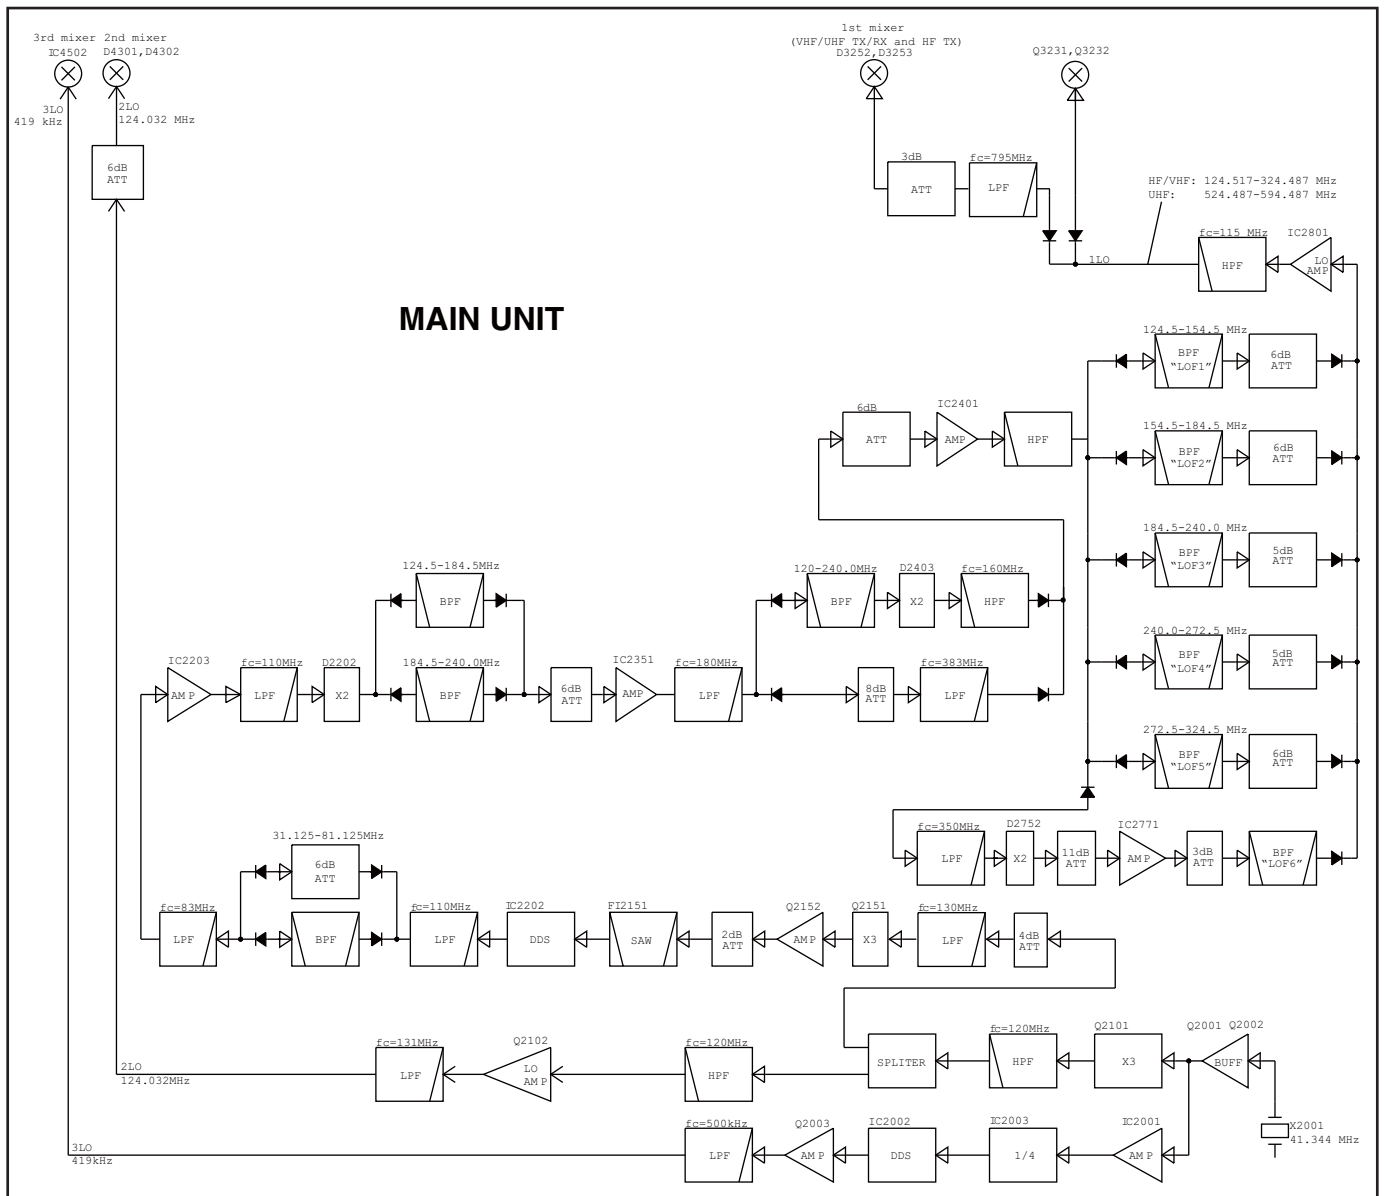 3rd mixer 2nd mixer
IC4502 D4301,D4302
3LO
419 kHz
2LO
124.032 MHz
6dB
ATT
1st mixer
(VHF/UHF TX/RX and HF TX)
D3252,D3253
Q3231,Q3232
3dB
ATT
fc=795MHz
LPF
HF/VHF: 124.517-324.487 MHz
UHF: 524.487-594.487 MHz
1LO
fc=115 MHz
HPF
IC2801
LO
AMP
MAIN UNIT
124.5-154.5 MHz
BPF
“LOF1”
6dB
ATT
6dB
ATT
IC2401
AMP
HPF
154.5-184.5 MHz
BPF
“LOF2”
6dB
ATT
184.5-240.0 MHz
BPF
“LOF3”
5dB
ATT
124.5-184.5MHz
BPF
120-240.0MHz
BPF
D2403
X2
fc=160MHz
HPF
240.0-272.5 MHz
BPF
“LOF4”
5dB
ATT
IC2203
AMP
fc=110MHz
LPF
D2202
X2
184.5-240.0MHz
BPF
6dB
ATT
IC2351
AMP
fc=180MHz
LPF
8dB
ATT
fc=383MHz
LPF
272.5-324.5 MHz
BPF
“LOF5”
6dB
ATT
31.125-81.125MHz
6dB
ATT
fc=350MHz
LPF
D2752
X2
11dB
ATT
IC2771
AMP
3dB
ATT
BPF
“LOF6”
fc=83MHz
LPF
BPF
fc=110MHz
LPF
IC2202
DDS
FI2151
SAW
2dB
ATT
Q2152
AMP
Q2151
X3
fc=130MHz
LPF
4dB
ATT
2LO
124.032MHz
fc=131MHz
LPF
Q2102
LO
AMP
fc=120MHz
HPF
SPLITER
fc=120MHz
HPF
Q2101
X3
Q2001 Q2002
BUFF
3LO
419kHz
fc=500kHz
LPF
Q2003
AMP
IC2002
DDS
IC2003
1/4
IC2001
AMP
X2001
41.344 MHz